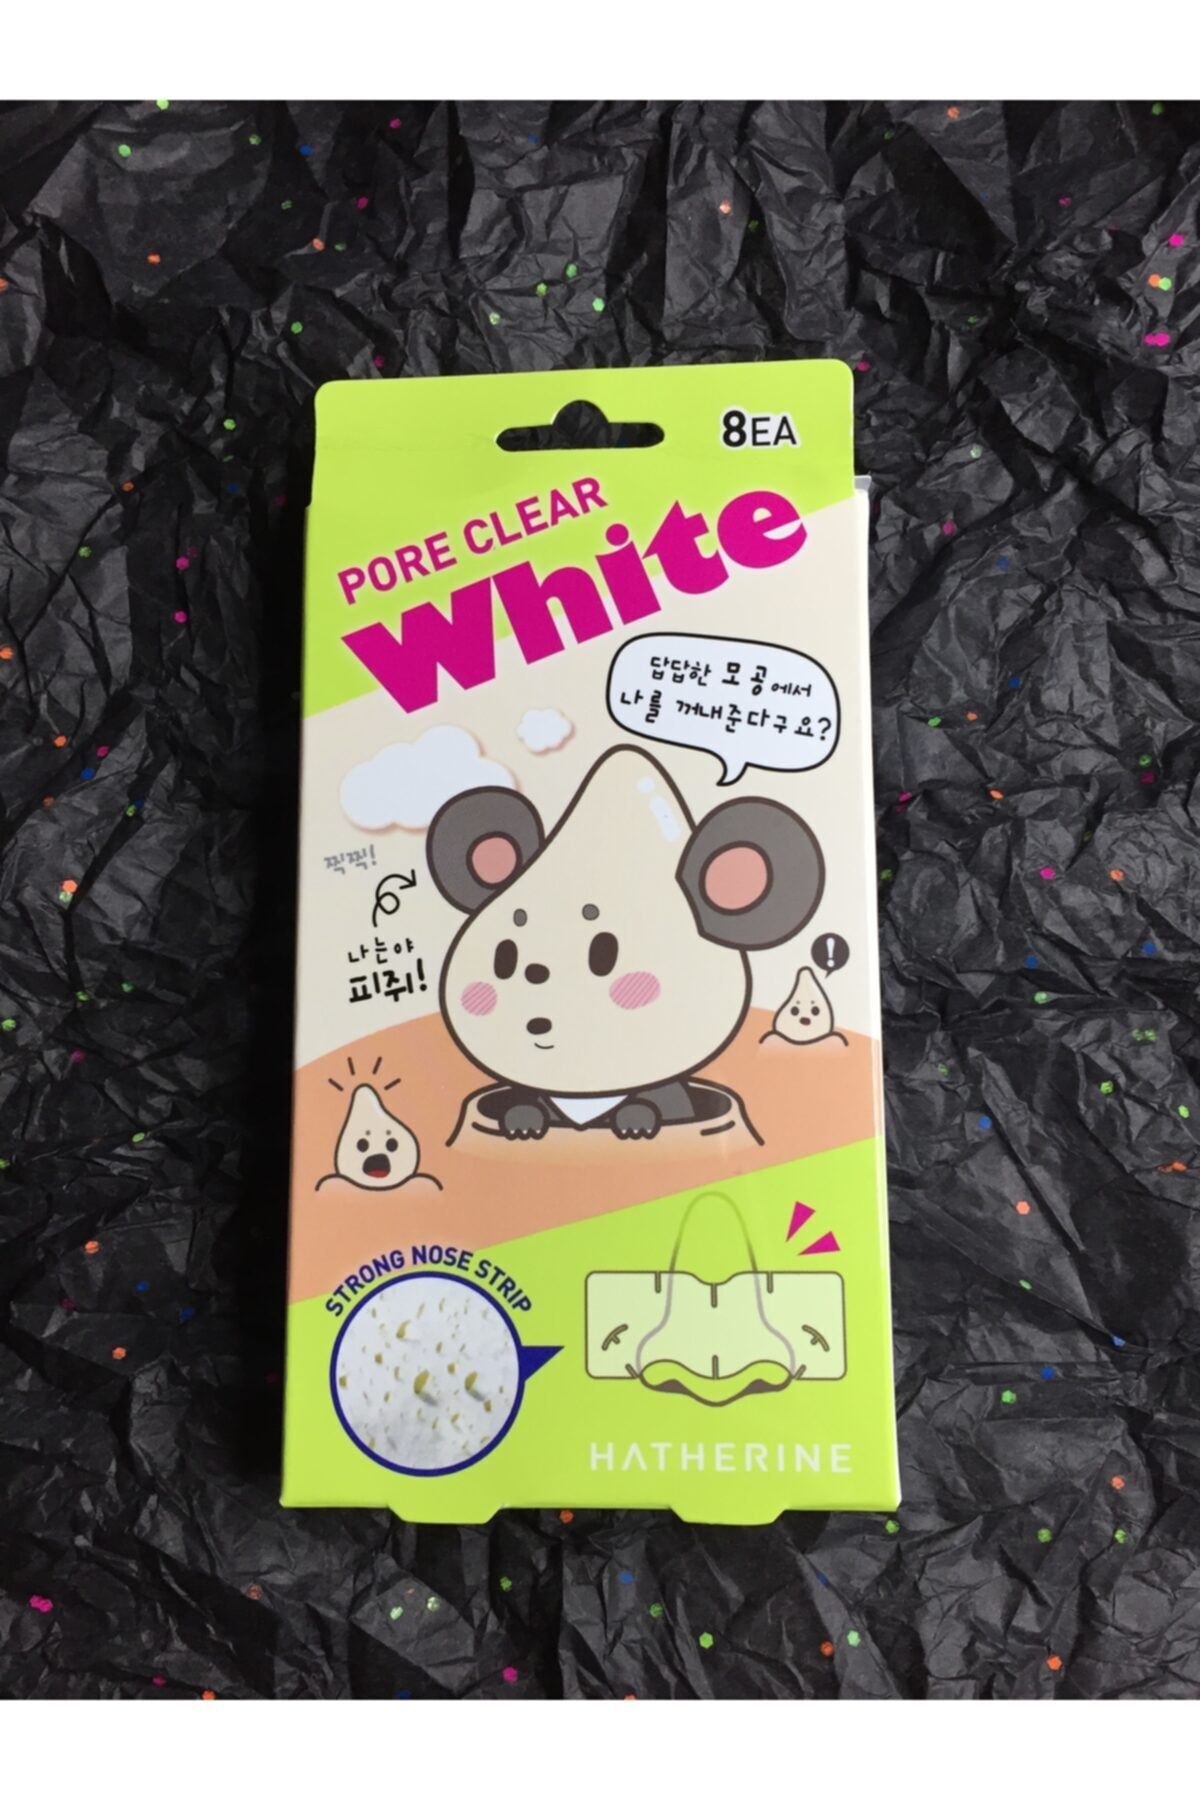 8EA
PORE CLEAR
White
답답한 모공에서
나를 꺼내준다구요?
찍찍!
나는야
피쥐!
!
STRONG NOSE STRIP
HATHERINE